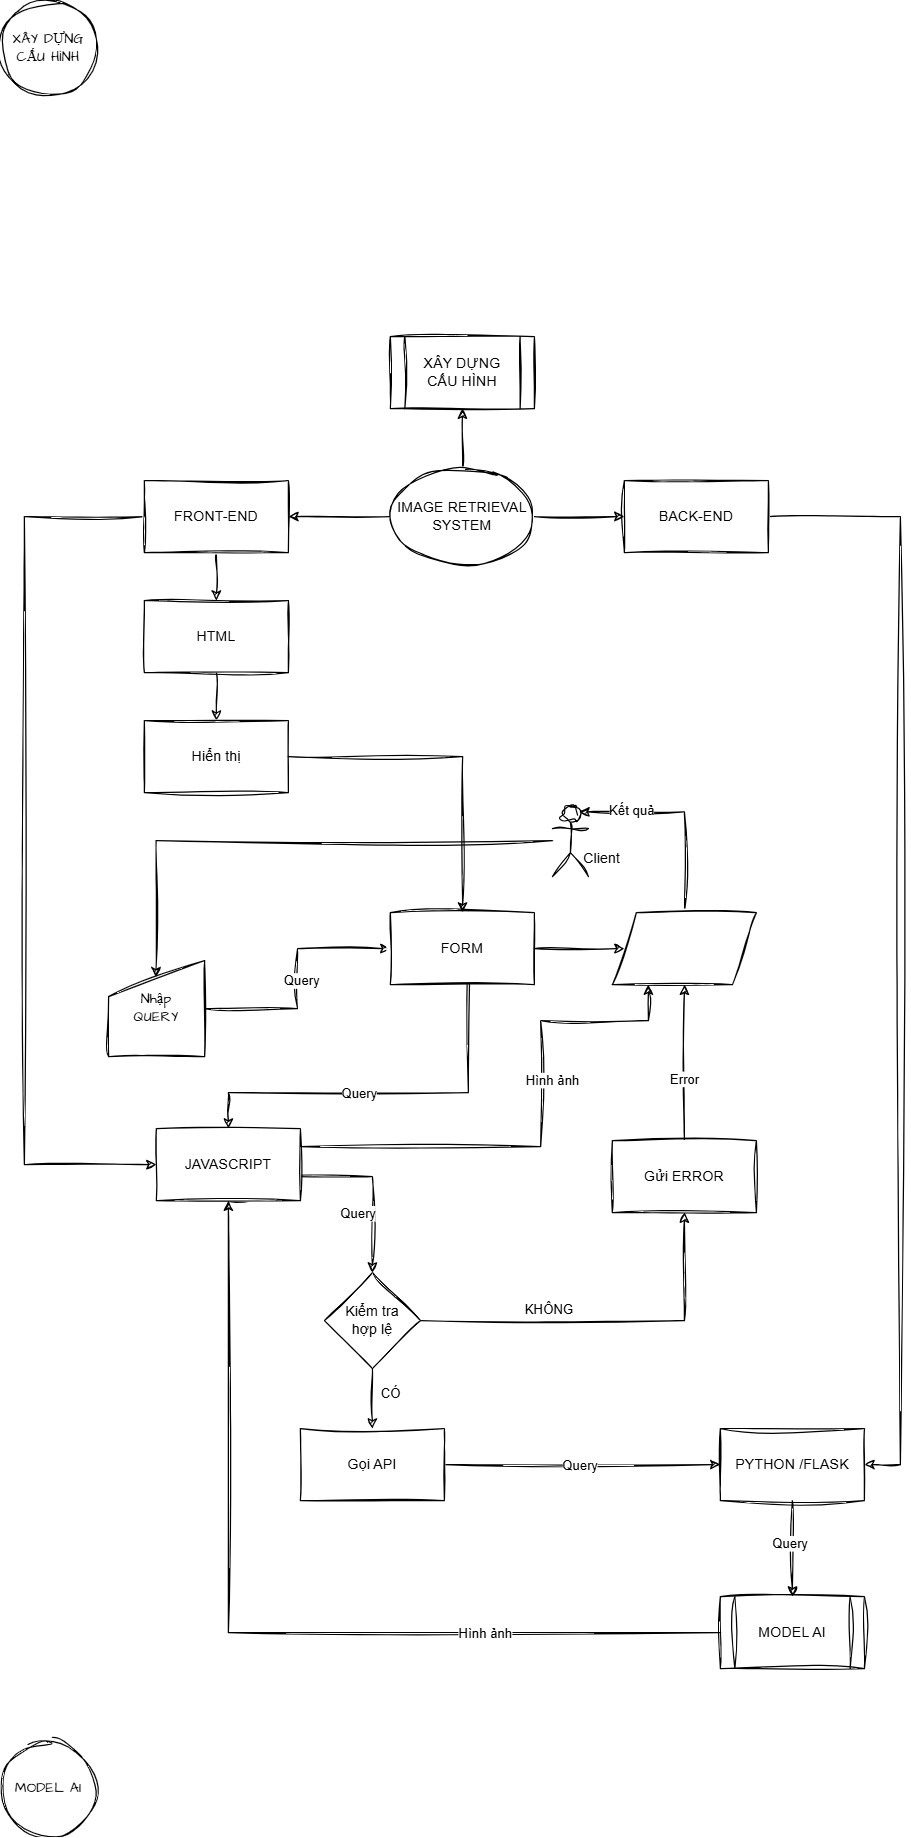 XÂY DỰNG
CẤU HÌNH
XÂY DỰNG
CẤU HÌNH
FRONT-END
IMAGE RETRIEVAL
SYSTEM
BACK-END
HTML
Hiển thị
Kết quả
Client
FORM
Query
Nhập
QUERY
Hình ảnh
Error
Query
JAVASCRIPT
Gửi ERROR
Query
Kiểm tra
hợp lệ
KHÔNG
CÓ
Gọi API
Query
PYTHON /FLASK
Query
MODEL AI
Hình ảnh
MODEL AI